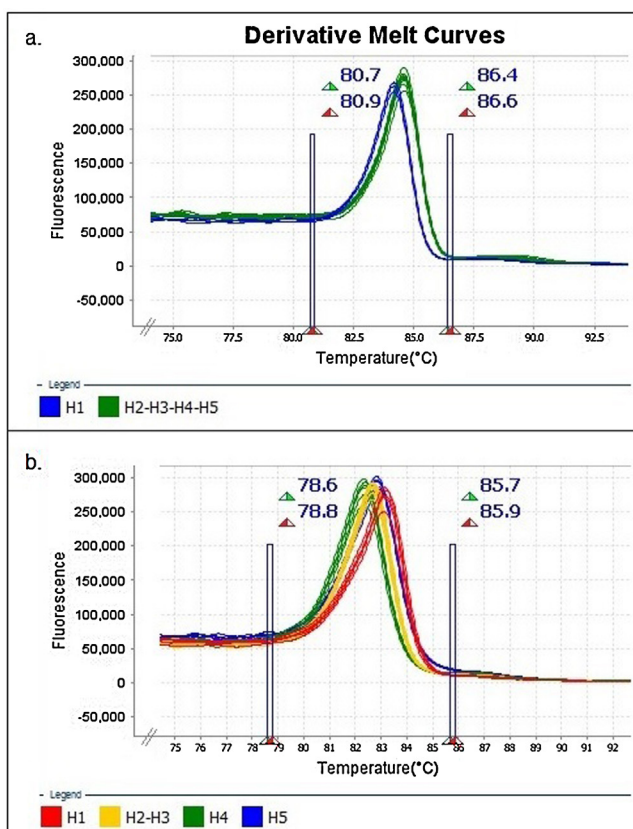 a.
Derivative Melt Curves
80.7 86.4
80.9 86.6
Fluorescence
300,000
250,000
200,000
150,000
100,000
50,000
0
-50,000
75.0 77.5 80.0 82.5 85.0 87.5 90.0 92.5
Temperature(°C)
Legend
H1 H2-H3-H4-H5
b.
78.6 85.7
78.8 85.9
Fluorescence
300,000
250,000
200,000
150,000
100,000
50,000
0
-50,000
75 76 77 78 79 80 81 82 83 84 85 86 87 88 89 90 91 92
Temperature(°C)
Legend
H1 H2-H3 H4 H5